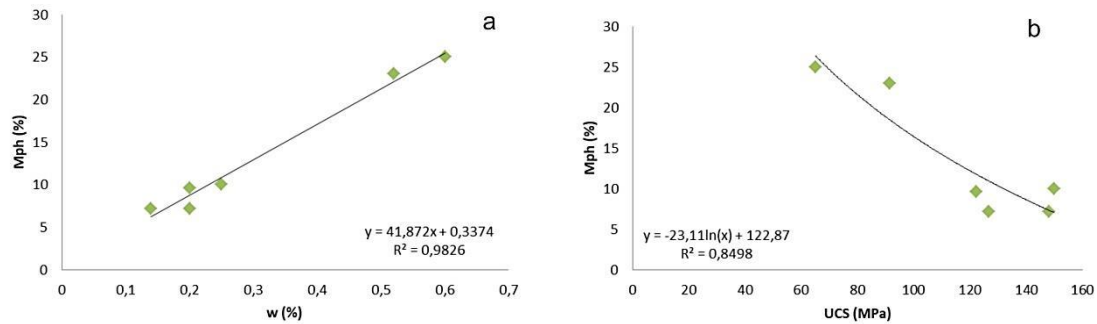 a
30
25
20
15
10
5
0
Mph (%)
y = 41,872x + 0,3374
R² = 0,9826
0 0,1 0,2 0,3 0,4 0,5 0,6 0,7
w (%)
b
30
25
20
15
10
5
0
Mph (%)
y = -23,11ln(x) + 122,87
R² = 0,8498
0 20 40 60 80 100 120 140 160
UCS (MPa)